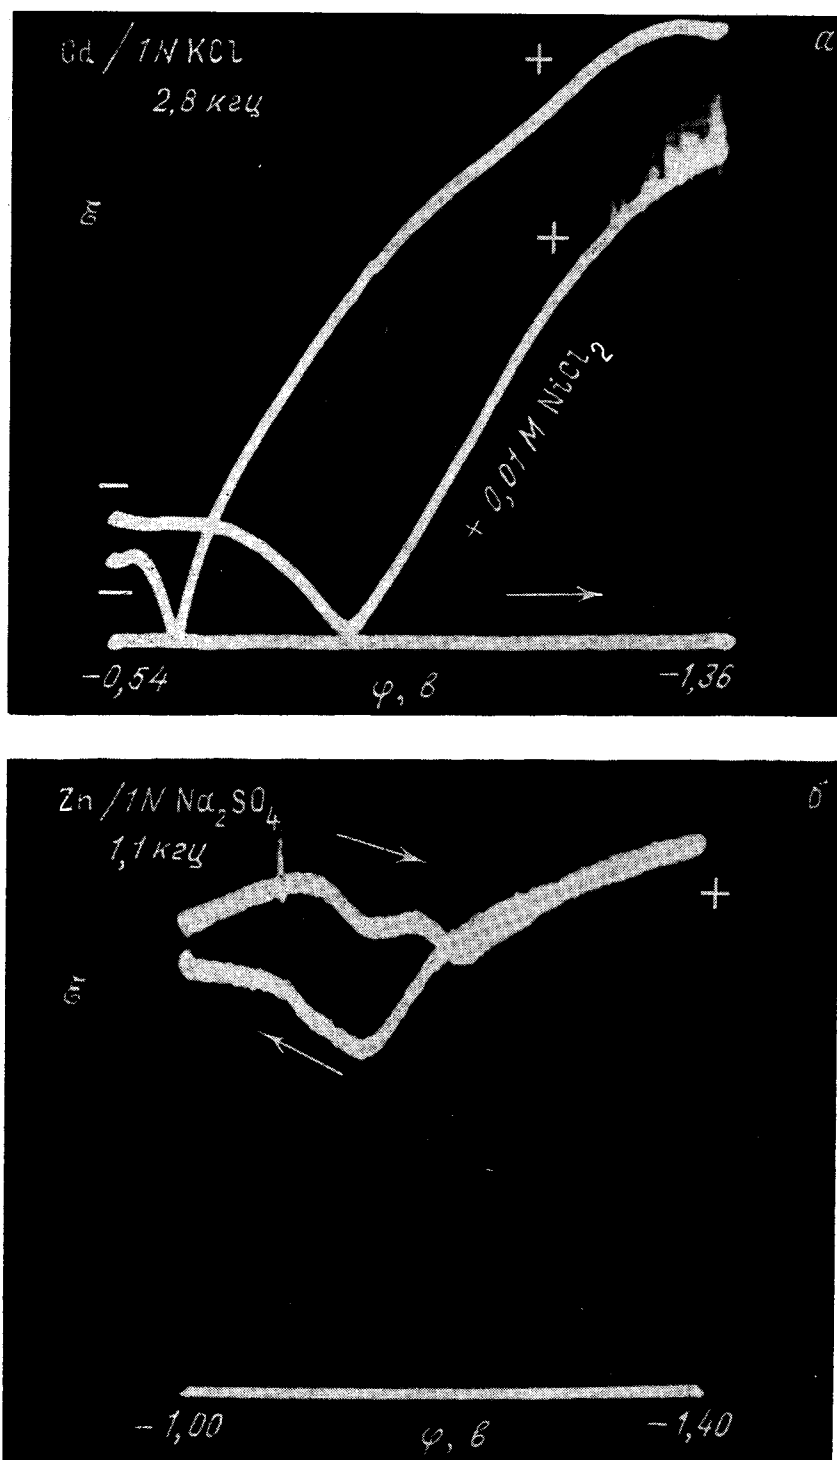 Cd / 1N KCl
а
2,8 кгц
+
+
+ 0,01 M NiCl₂
−
−
−0,54
φ, в
−1,36
Zn / 1N Na₂SO₄
б
1,1 кгц
+
−1,00
φ, в
−1,40